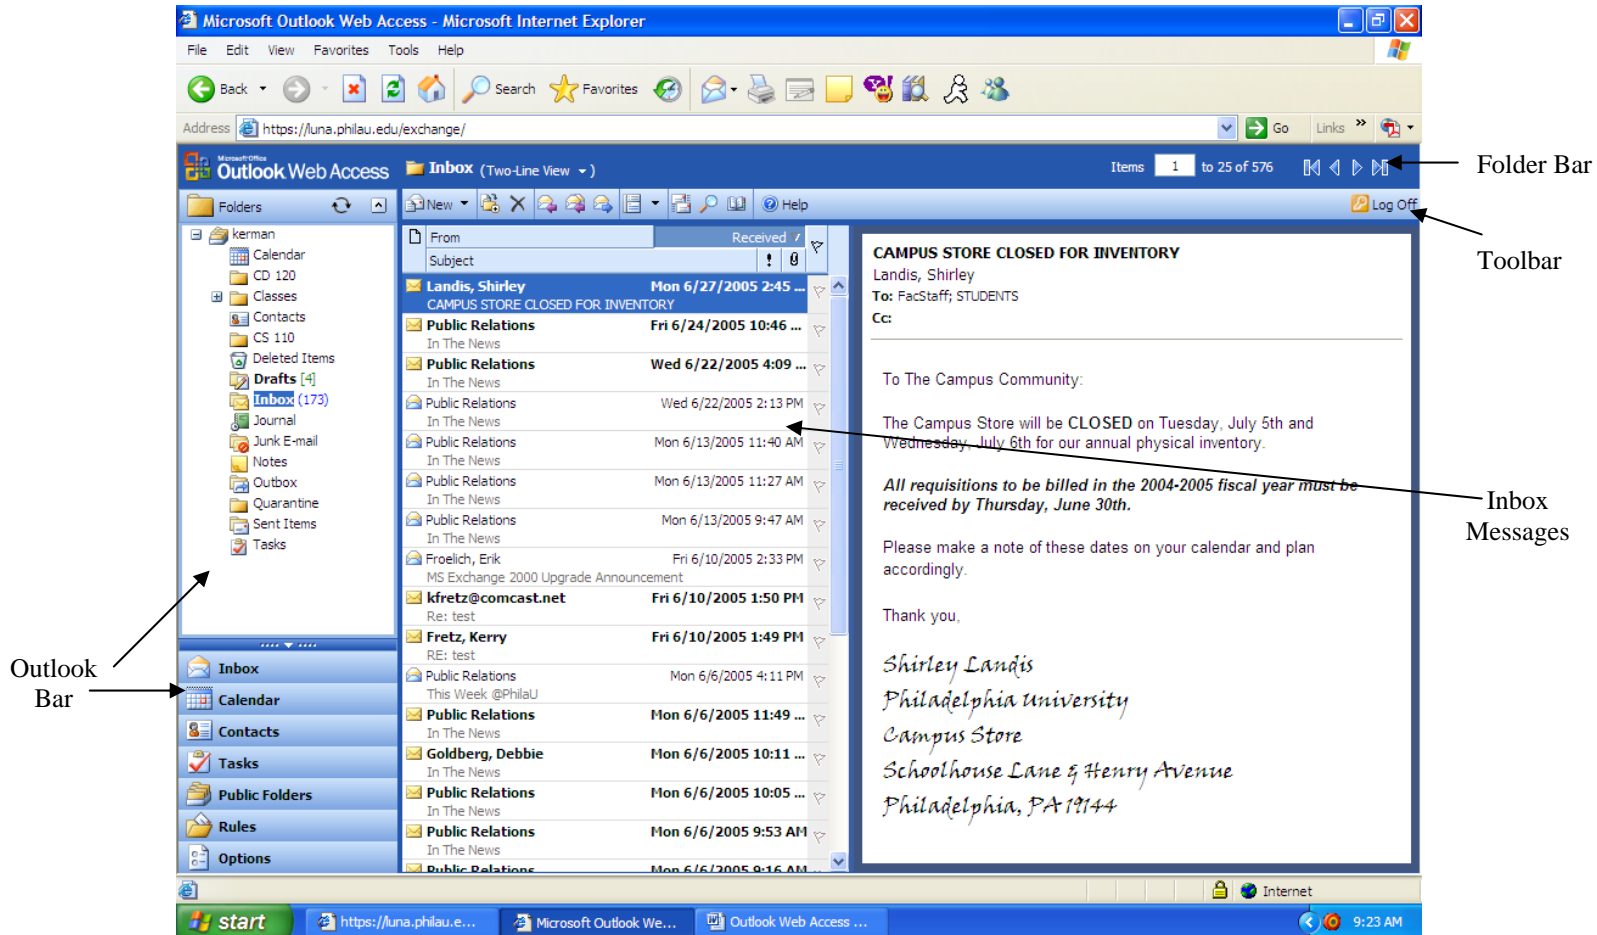 Microsoft Outlook Web Access - Microsoft Internet Explorer
File Edit View Favorites Tools Help
Back Search Favorites
Address https://luna.philau.edu/exchange/ Go Links »
Microsoft Office
Outlook Web Access
Inbox (Two-Line View ) Items 1 to 25 of 576
Folder Bar
Folders
New Help Log Off
Toolbar
kerman
Calendar
CD 120
Classes
Contacts
CS 110
Deleted Items
Drafts [4]
Inbox (173)
Journal
Junk E-mail
Notes
Outbox
Quarantine
Sent Items
Tasks
Outlook
Bar
Inbox
Calendar
Contacts
Tasks
Public Folders
Rules
Options
From Received
Subject !
Landis, Shirley Mon 6/27/2005 2:45 ...
CAMPUS STORE CLOSED FOR INVENTORY
Public Relations Fri 6/24/2005 10:46 ...
In The News
Public Relations Wed 6/22/2005 4:09 ...
In The News
Public Relations Wed 6/22/2005 2:13 PM
In The News
Public Relations Mon 6/13/2005 11:40 AM
In The News
Public Relations Mon 6/13/2005 11:27 AM
In The News
Public Relations Mon 6/13/2005 9:47 AM
In The News
Froelich, Erik Fri 6/10/2005 2:33 PM
MS Exchange 2000 Upgrade Announcement
kfretz@comcast.net Fri 6/10/2005 1:50 PM
Re: test
Fretz, Kerry Fri 6/10/2005 1:49 PM
RE: test
Public Relations Mon 6/6/2005 4:11 PM
This Week @PhilaU
Public Relations Mon 6/6/2005 11:49 ...
In The News
Goldberg, Debbie Mon 6/6/2005 10:11 ...
In The News
Public Relations Mon 6/6/2005 10:05 ...
In The News
Public Relations Mon 6/6/2005 9:53 AM
In The News
Public Relations Mon 6/6/2005 9:16 AM
CAMPUS STORE CLOSED FOR INVENTORY
Landis, Shirley
To: FacStaff; STUDENTS
Cc:
To The Campus Community:
The Campus Store will be CLOSED on Tuesday, July 5th and
Wednesday, July 6th for our annual physical inventory.
All requisitions to be billed in the 2004-2005 fiscal year must be
received by Thursday, June 30th.
Please make a note of these dates on your calendar and plan
accordingly.
Thank you,
Shirley Landis
Philadelphia University
Campus Store
Schoolhouse Lane & Henry Avenue
Philadelphia, PA 19144
Inbox
Messages
Internet
start https://luna.philau.e... Microsoft Outlook We... Outlook Web Access ... 9:23 AM